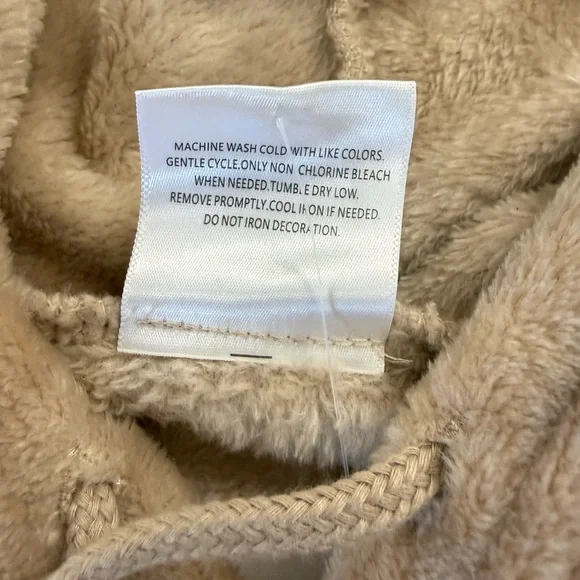 MACHINE WASH COLD WITH LIKE COLORS.
GENTLE CYCLE.ONLY NON CHLORINE BLEACH
WHEN NEEDED.TUMBLE DRY LOW.
REMOVE PROMPTLY.COOL IRON IF NEEDED.
DO NOT IRON DECORATION.